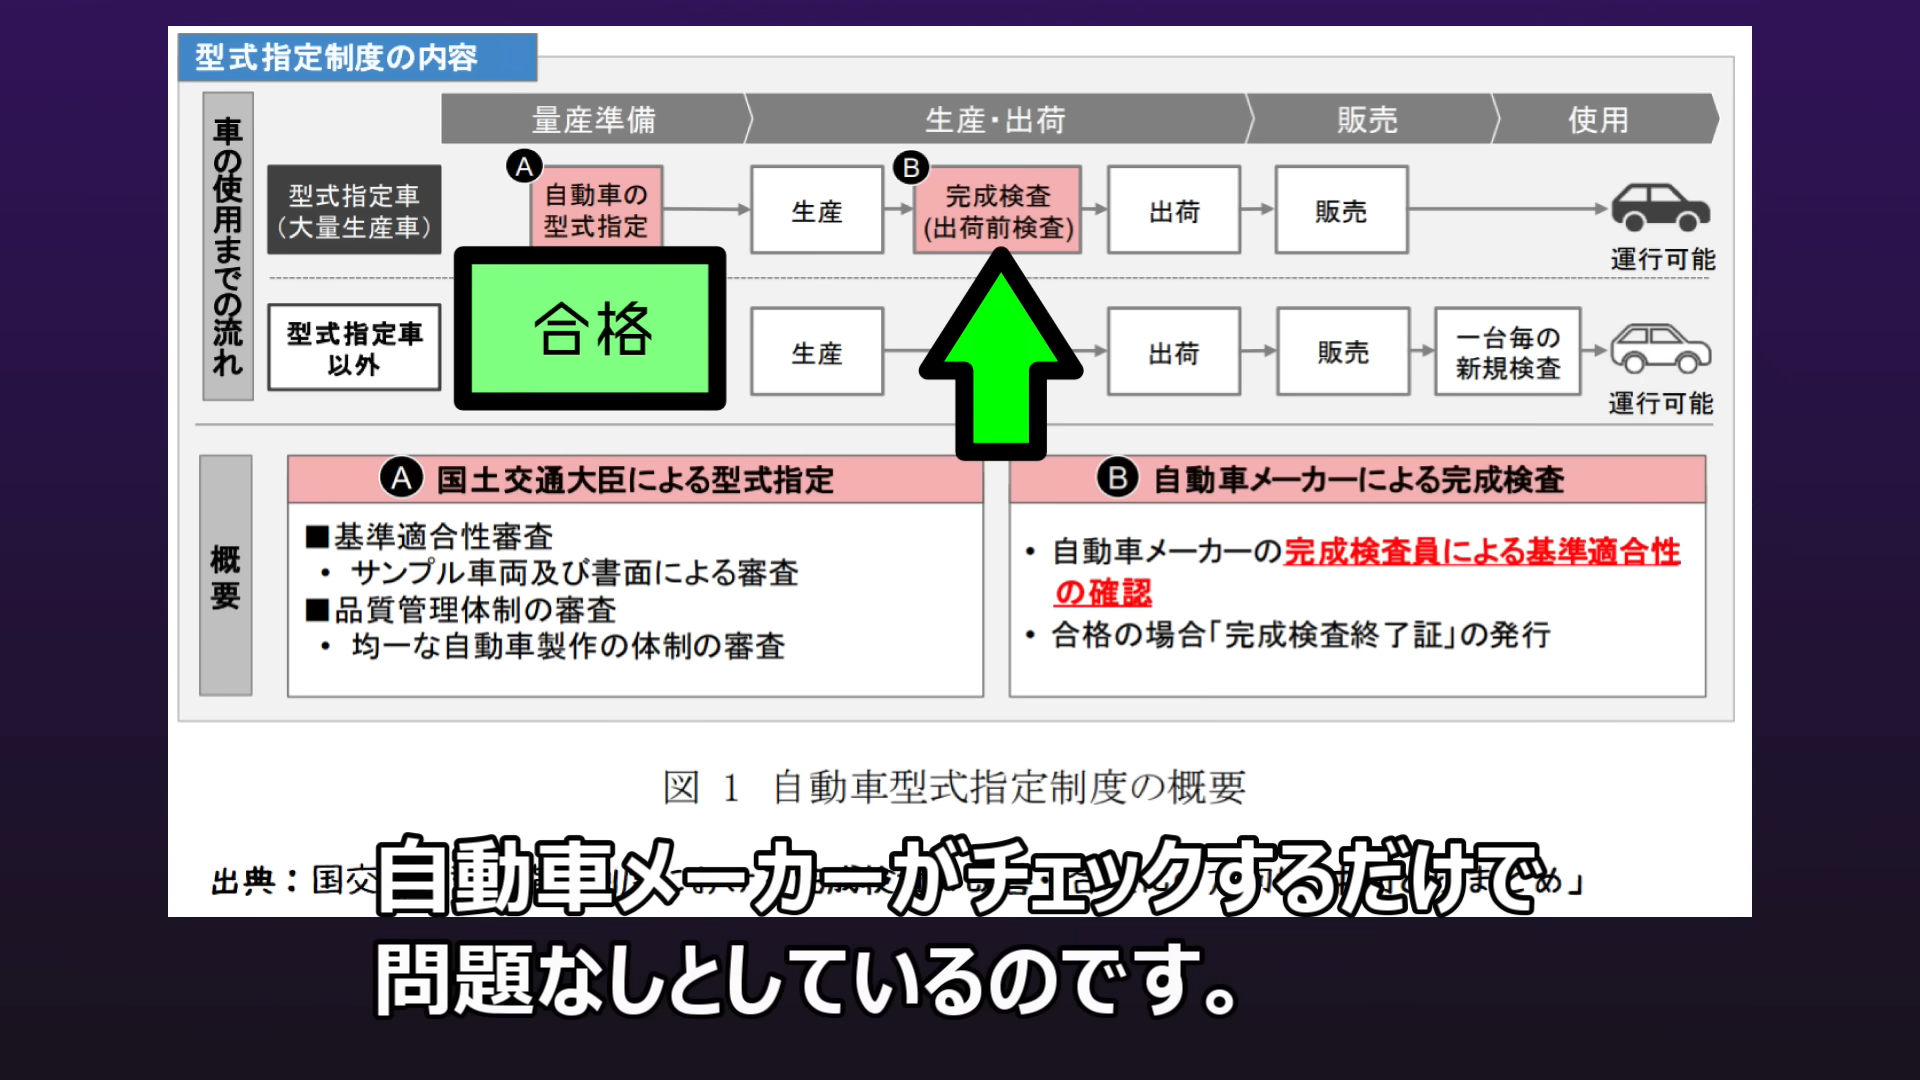 型式指定制度の内容
車の使用までの流れ
量産準備
生産・出荷
販売
使用
型式指定車
（大量生産車）
A
自動車の
型式指定
生産
B
完成検査
(出荷前検査)
出荷
販売
運行可能
型式指定車
以外
合格
生産
出荷
販売
一台毎の
新規検査
運行可能
概要
A 国土交通大臣による型式指定
■基準適合性審査
・ サンプル車両及び書面による審査
■品質管理体制の審査
・ 均一な自動車製作の体制の審査
B 自動車メーカーによる完成検査
• 自動車メーカーの完成検査員による基準適合性
の確認
• 合格の場合「完成検査終了証」の発行
図 1 自動車型式指定制度の概要
出典：国交
自動車メーカーがチェックするだけで
問題なしとしているのです。